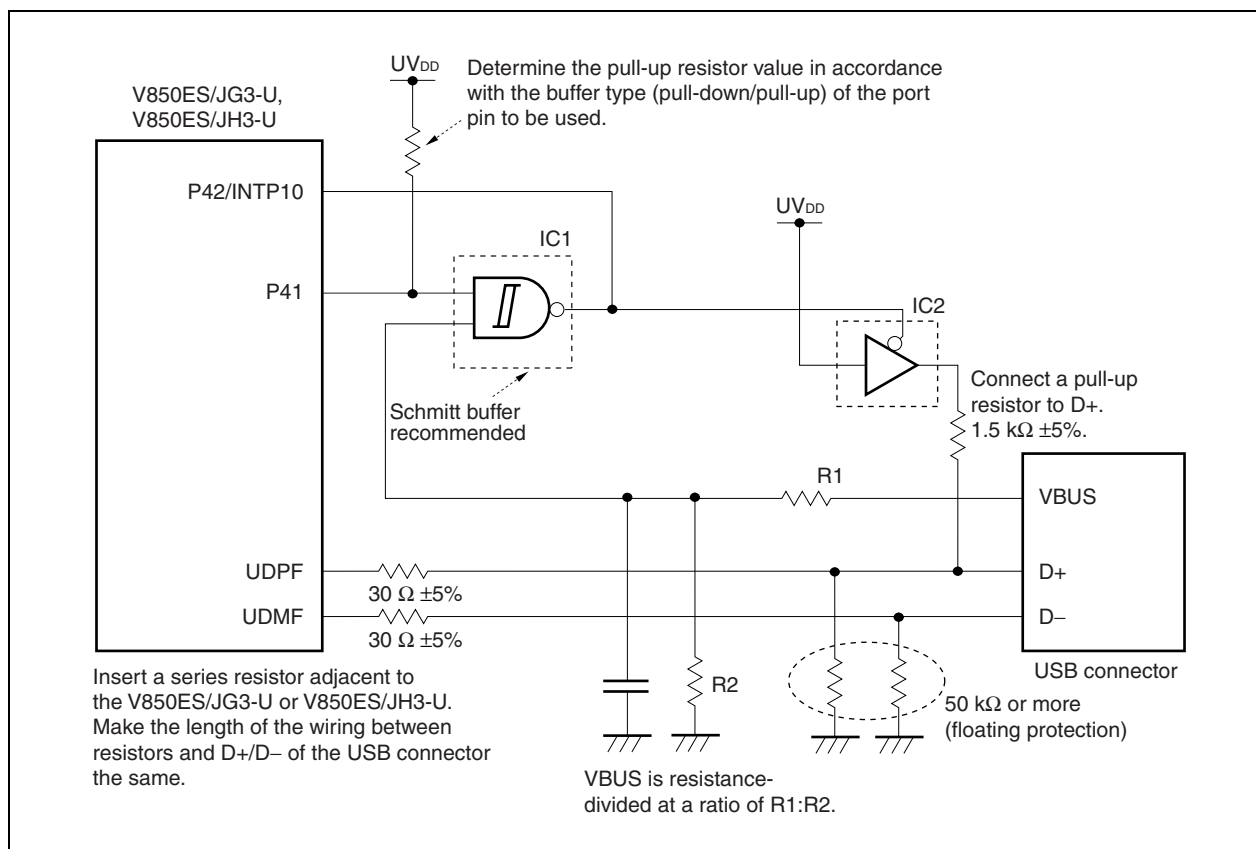 UVDD
Determine the pull-up resistor value in accordance
with the buffer type (pull-down/pull-up) of the port
pin to be used.
V850ES/JG3-U,
V850ES/JH3-U
P42/INTP10
UVDD
IC1
P41
IC2
Schmitt buffer
recommended
Connect a pull-up
resistor to D+.
1.5 kΩ ±5%.
R1
VBUS
UDPF
30 Ω ±5%
D+
UDMF
30 Ω ±5%
D–
USB connector
R2
50 kΩ or more
(floating protection)
Insert a series resistor adjacent to
the V850ES/JG3-U or V850ES/JH3-U.
Make the length of the wiring between
resistors and D+/D– of the USB connector
the same.
VBUS is resistance-
divided at a ratio of R1:R2.